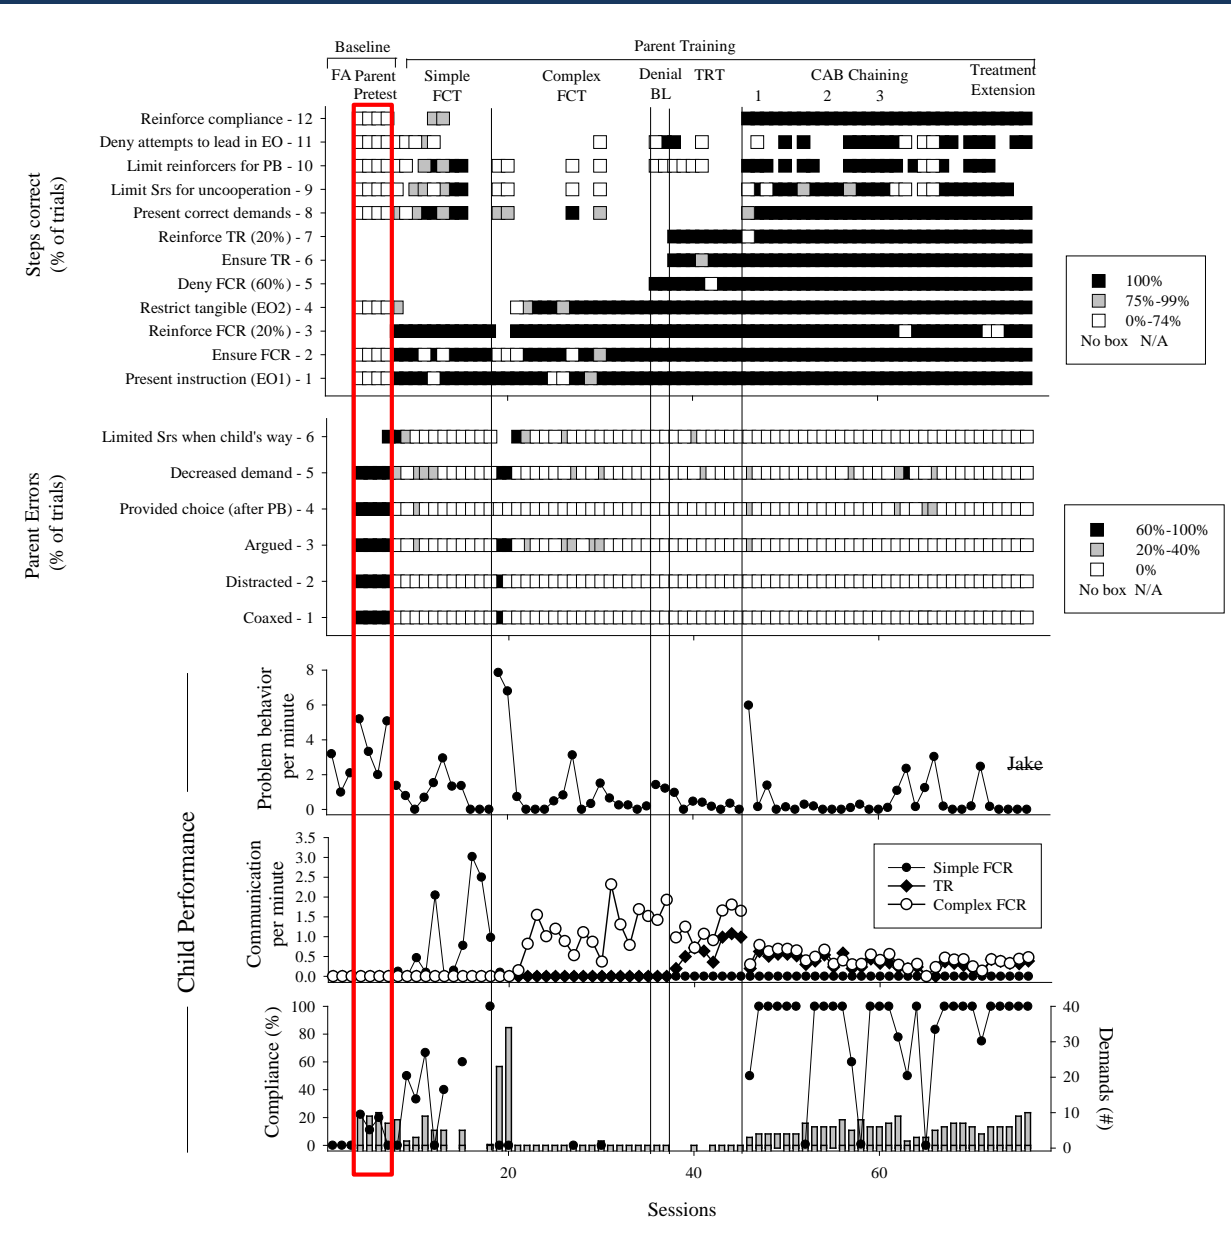 Baseline
Parent Training
FA Parent Pretest
Simple FCT
Complex FCT
Denial BL
TRT
CAB Chaining
1 2 3
Treatment Extension
Steps correct
(% of trials)
Reinforce compliance - 12
Deny attempts to lead in EO - 11
Limit reinforcers for PB - 10
Limit Srs for uncooperation - 9
Present correct demands - 8
Reinforce TR (20%) - 7
Ensure TR - 6
Deny FCR (60%) - 5
Restrict tangible (EO2) - 4
Reinforce FCR (20%) - 3
Ensure FCR - 2
Present instruction (EO1) - 1
100%
75%-99%
0%-74%
No box N/A
Parent Errors
(% of trials)
Limited Srs when child's way - 6
Decreased demand - 5
Provided choice (after PB) - 4
Argued - 3
Distracted - 2
Coaxed - 1
60%-100%
20%-40%
0%
No box N/A
Child Performance
Problem behavior
per minute
8
6
4
2
0
Jake
Communication
per minute
3.5
3.0
2.5
2.0
1.5
1.0
0.5
0.0
Simple FCR
TR
Complex FCR
Compliance (%)
100
80
60
40
20
0
40
30
20
10
0
Demands (#)
20 40 60
Sessions